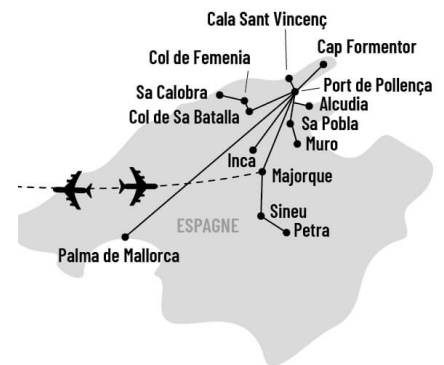 Cala Sant Vincenç
Cap Formentor
Col de Femenia
Port de Pollença
Sa Calobra
Alcudia
Col de Sa Batalla
Sa Pobla
Muro
Inca
Majorque
ESPAGNE
Sineu
Petra
Palma de Mallorca